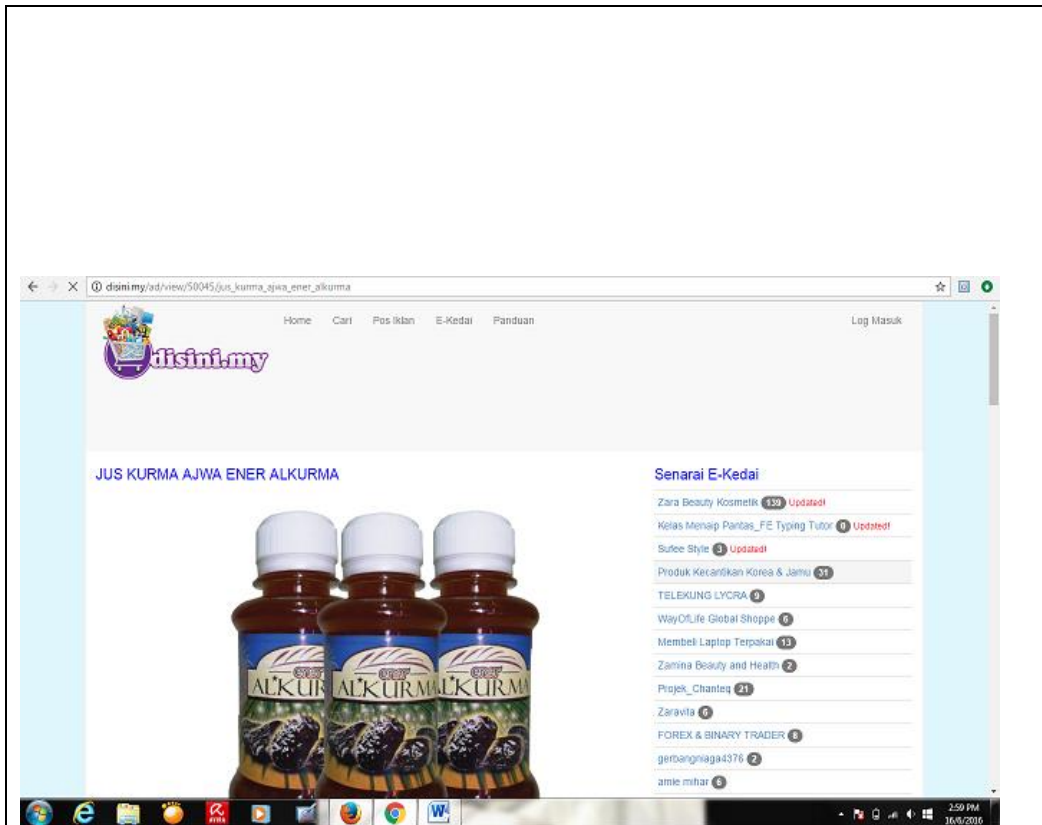 disini.my/ad/view/50045/jus_kurma_ajwa_ener_alkurma
disini.my
Home Cari Pos Iklan E-Kedai Panduan Log Masuk
JUS KURMA AJWA ENER ALKURMA
Senarai E-Kedai
Zara Beauty Kosmetik 139 Updated!
Kelas Menaip Pantas_FE Typing Tutor 0 Updated!
Sufee Style 3 Updated!
Produk Kecantikan Korea & Jamu 31
TELEKUNG LYCRA 9
WayOfLife Global Shoppe 6
Membeli Laptop Terpakai 13
Zamina Beauty and Health 2
Projek_Chanteq 21
Zaravita 6
FOREX & BINARY TRADER 8
gerbangniaga4376 2
amie mihar 6
ener
AL*KUR
ener
AL*KURMA
ener
L*KURMA
2:59 PM
16/6/2016